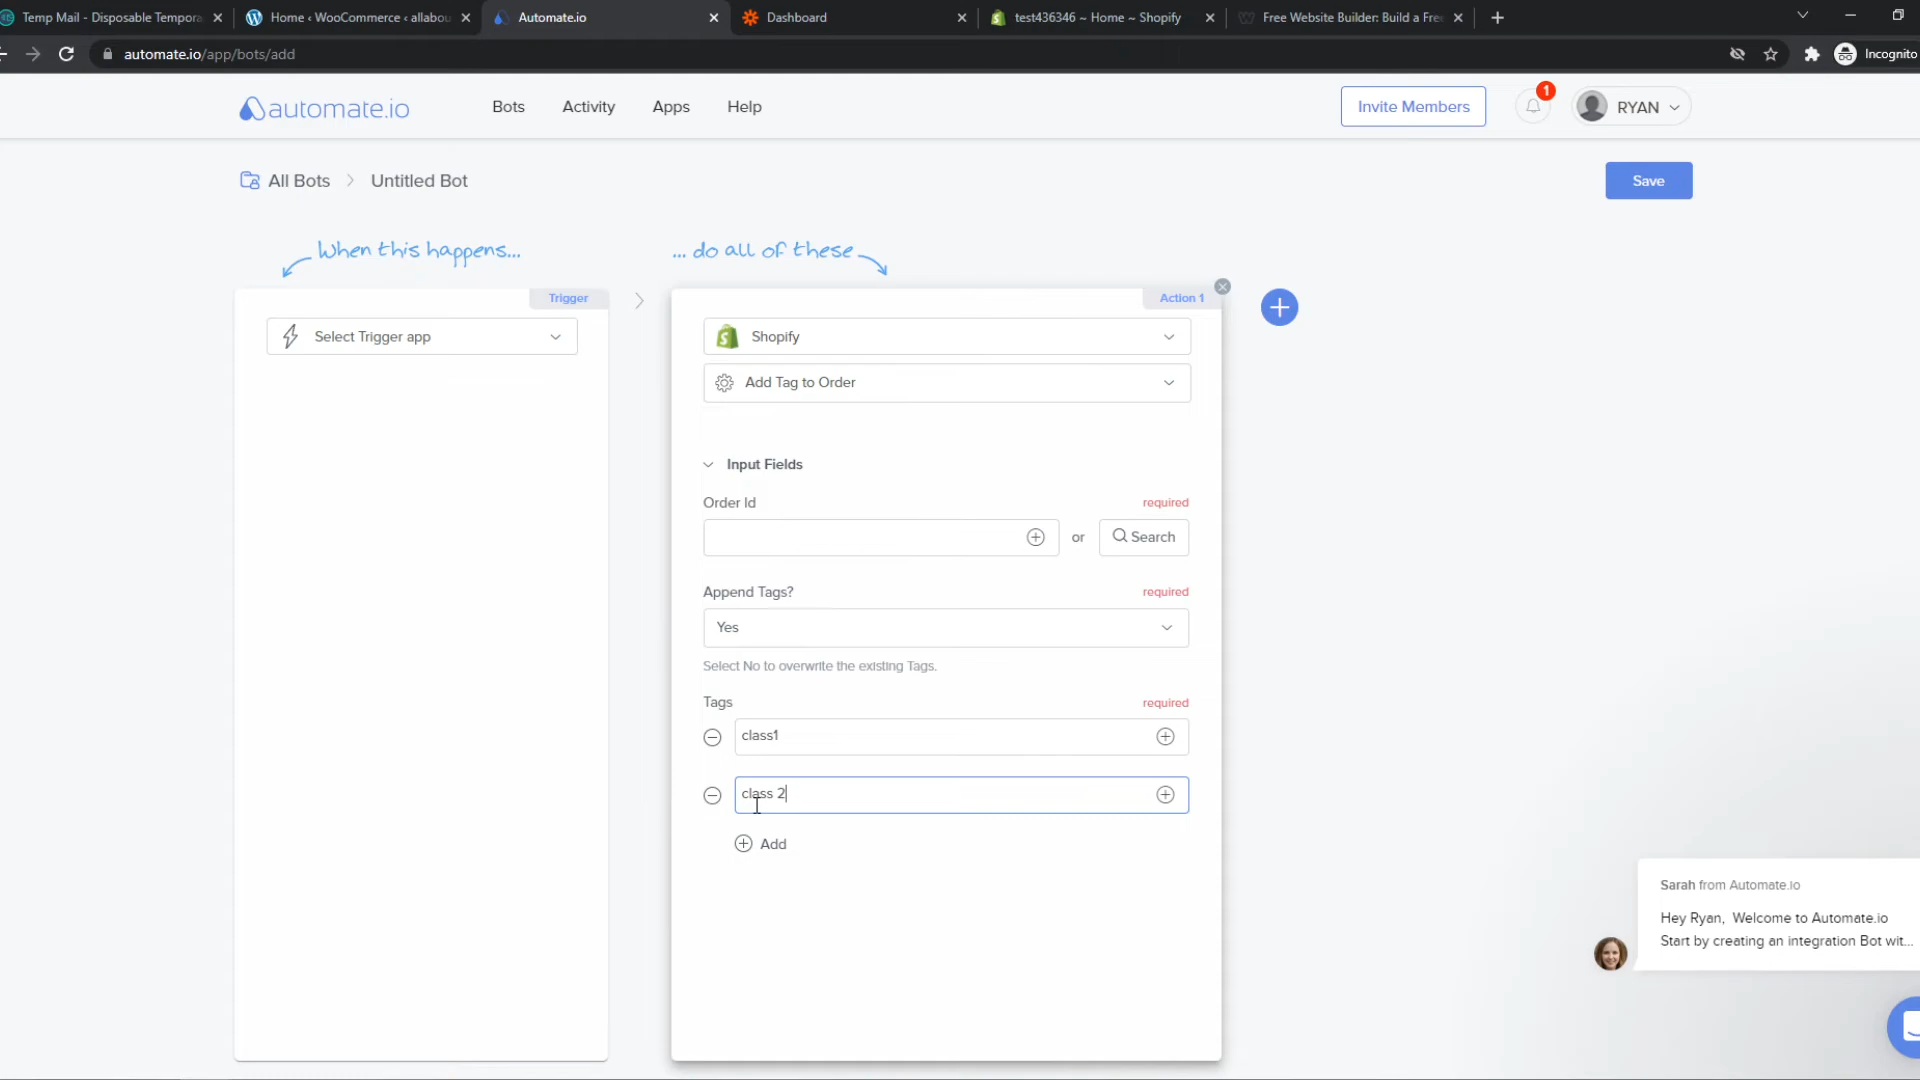 Temp Mail - Disposable Tempora
Home ‹ WooCommerce ‹ allabou
Automate.io
Dashboard
test436346 ~ Home ~ Shopify
Free Website Builder: Build a Free
automate.io/app/bots/add
Incognito
automate.io
Bots
Activity
Apps
Help
Invite Members
1
RYAN
All Bots
Untitled Bot
Save
When this happens...
... do all of these
Trigger
Action 1
Select Trigger app
Shopify
Add Tag to Order
Input Fields
Order Id
required
or
Search
Append Tags?
required
Yes
Select No to overwrite the existing Tags.
Tags
required
class1
class 2
Add
Sarah from Automate.io
Hey Ryan, Welcome to Automate.io
Start by creating an integration Bot wit...